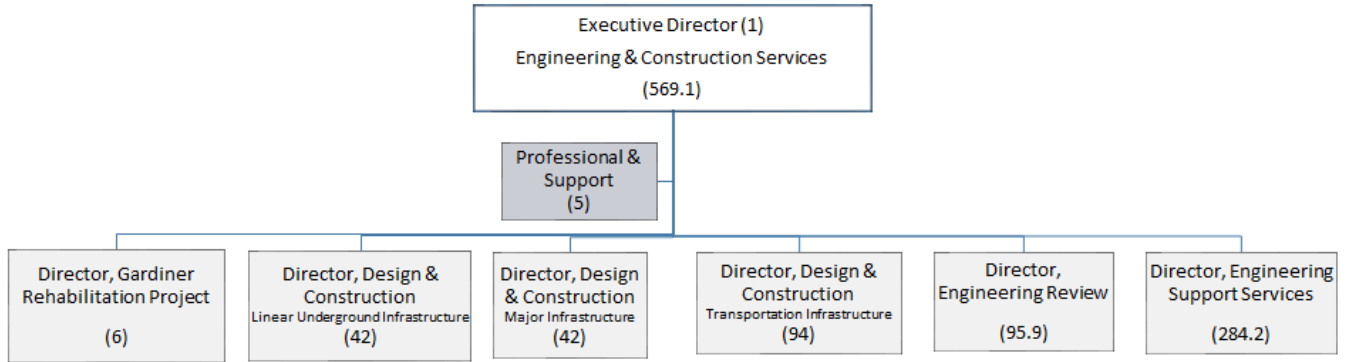 Executive Director (1)
Engineering & Construction Services
(569.1)
Professional &
Support
(5)
Director, Gardiner
Rehabilitation Project
(6)
Director, Design &
Construction
Linear Underground Infrastructure
(42)
Director, Design
& Construction
Major Infrastructure
(42)
Director, Design &
Construction
Transportation Infrastructure
(94)
Director,
Engineering Review
(95.9)
Director, Engineering
Support Services
(284.2)